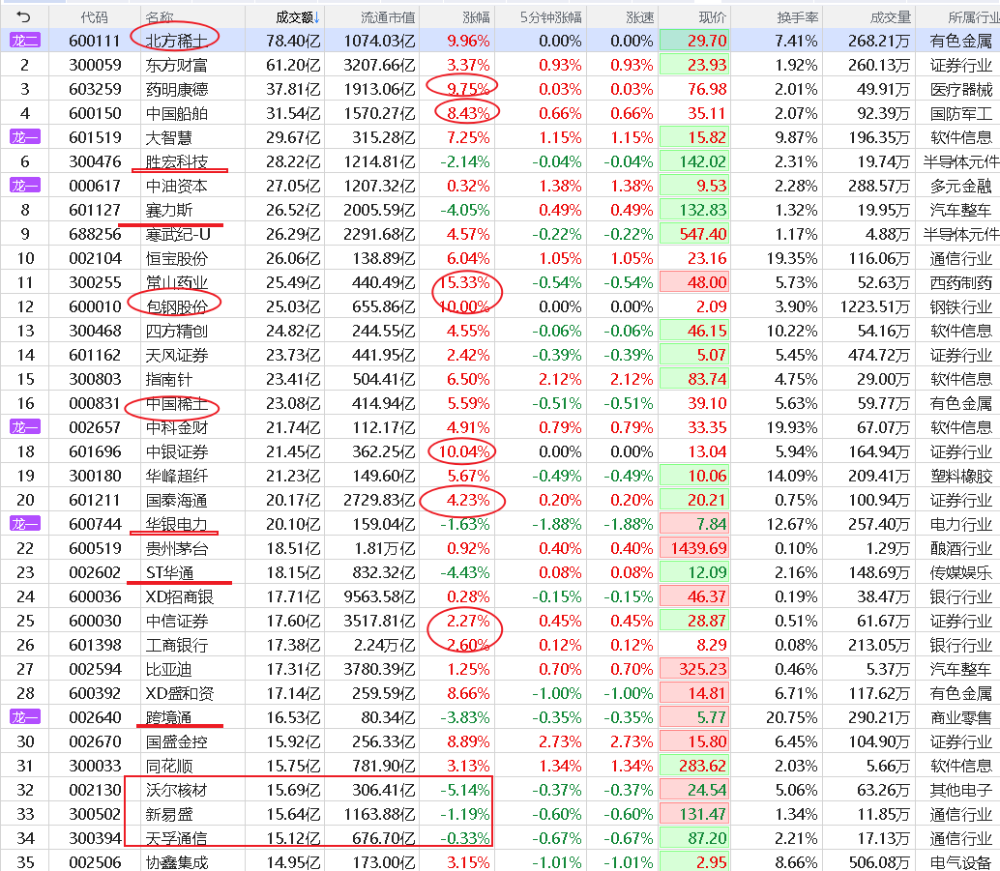 代码 名称 成交额↓ 流通市值 涨幅 5分钟涨幅 涨速 现价 换手率 成交量 所属行业
龙二 600111 北方稀土 78.40亿 1074.03亿 9.96% 0.00% 0.00% 29.70 7.41% 268.21万 有色金属
2 300059 东方财富 61.20亿 3207.66亿 3.37% 0.93% 0.93% 23.93 1.92% 260.13万 证券行业
3 603259 药明康德 37.81亿 1913.06亿 9.75% 0.03% 0.03% 76.98 2.01% 49.91万 医疗器械
4 600150 中国船舶 31.54亿 1570.27亿 8.43% 0.66% 0.66% 35.11 2.07% 92.39万 国防军工
龙一 601519 大智慧 29.67亿 315.28亿 7.25% 1.15% 1.15% 15.82 9.87% 196.35万 软件信息
6 300476 胜宏科技 28.22亿 1214.81亿 -2.14% -0.04% -0.04% 142.02 2.31% 19.74万 半导体元件
龙一 000617 中油资本 27.05亿 1207.32亿 0.32% 1.38% 1.38% 9.53 2.28% 288.57万 多元金融
8 601127 赛力斯 26.52亿 2005.59亿 -4.05% 0.49% 0.49% 132.83 1.32% 19.95万 汽车整车
9 688256 寒武纪-U 26.29亿 2291.68亿 4.57% -0.22% -0.22% 547.40 1.17% 4.88万 半导体元件
10 002104 恒宝股份 26.06亿 138.89亿 6.04% 1.05% 1.05% 23.16 19.35% 116.06万 通信行业
11 300255 常山药业 25.49亿 440.49亿 15.33% -0.54% -0.54% 48.00 5.73% 52.63万 西药制药
12 600010 包钢股份 25.03亿 655.86亿 10.00% 0.00% 0.00% 2.09 3.90% 1223.51万 钢铁行业
13 300468 四方精创 24.82亿 244.55亿 4.55% -0.06% -0.06% 46.15 10.22% 54.16万 软件信息
14 601162 天风证券 23.73亿 441.95亿 2.42% -0.39% -0.39% 5.07 5.45% 474.72万 证券行业
15 300803 指南针 23.41亿 504.41亿 6.50% 2.12% 2.12% 83.74 4.75% 29.00万 软件信息
16 000831 中国稀土 23.08亿 414.94亿 5.59% -0.51% -0.51% 39.10 5.63% 59.77万 有色金属
龙一 002657 中科金财 21.74亿 112.17亿 4.91% 0.79% 0.79% 33.35 19.93% 67.07万 软件信息
18 601696 中银证券 21.45亿 362.25亿 10.04% 0.00% 0.00% 13.04 5.94% 164.94万 证券行业
19 300180 华峰超纤 21.23亿 149.60亿 5.67% -0.49% -0.49% 10.06 14.09% 209.41万 塑料橡胶
20 601211 国泰海通 20.17亿 2729.83亿 4.23% 0.20% 0.20% 20.21 0.75% 100.94万 证券行业
龙一 600744 华银电力 20.10亿 159.04亿 -1.63% -1.88% -1.88% 7.84 12.67% 257.40万 电力行业
22 600519 贵州茅台 18.51亿 1.81万亿 0.92% 0.40% 0.40% 1439.69 0.10% 1.29万 酿酒行业
23 002602 ST华通 18.15亿 832.32亿 -4.43% 0.08% 0.08% 12.09 2.16% 148.69万 传媒娱乐
24 600036 XD招商银 17.71亿 9563.58亿 0.28% -0.15% -0.15% 46.37 0.19% 38.47万 银行行业
25 600030 中信证券 17.60亿 3517.81亿 2.27% 0.45% 0.45% 28.87 0.51% 61.67万 证券行业
26 601398 工商银行 17.38亿 2.24万亿 2.60% 0.12% 0.12% 8.29 0.08% 213.05万 银行行业
27 002594 比亚迪 17.31亿 3780.39亿 1.25% 0.70% 0.70% 325.23 0.46% 5.37万 汽车整车
28 600392 XD盛和资 17.14亿 259.59亿 8.66% -1.00% -1.00% 14.81 6.71% 117.62万 有色金属
龙一 002640 跨境通 16.53亿 80.34亿 -3.83% -0.35% -0.35% 5.77 20.75% 290.21万 商业零售
30 002670 国盛金控 15.92亿 256.33亿 8.89% 2.73% 2.73% 15.80 6.45% 104.90万 证券行业
31 300033 同花顺 15.75亿 781.90亿 3.13% 1.34% 1.34% 283.62 2.03% 5.66万 软件信息
32 002130 沃尔核材 15.69亿 306.41亿 -5.14% -0.37% -0.37% 24.54 5.06% 63.26万 其他电子
33 300502 新易盛 15.64亿 1163.88亿 -1.19% -0.60% -0.60% 131.47 1.34% 11.85万 通信行业
34 300394 天孚通信 15.12亿 676.70亿 -0.33% -0.67% -0.67% 87.20 2.21% 17.13万 通信行业
35 002506 协鑫集成 14.95亿 173.00亿 3.15% -1.01% -1.01% 2.95 8.66% 506.08万 电气设备